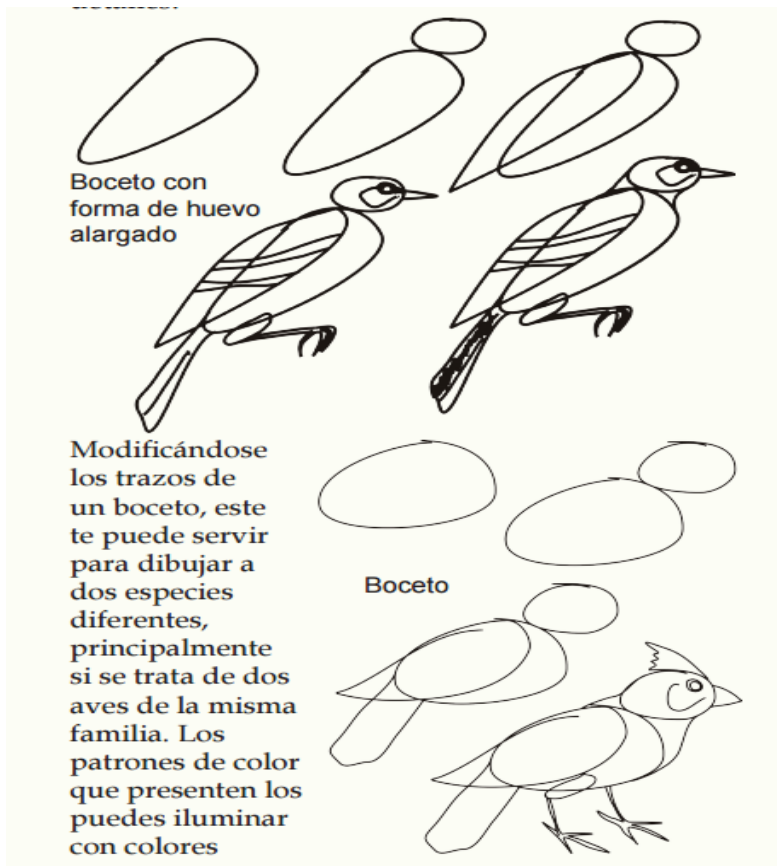 Boceto con
forma de huevo
alargado
Modificándose
los trazos de
un boceto, este
te puede servir
para dibujar a
dos especies
diferentes,
principalmente
si se trata de dos
aves de la misma
familia. Los
patrones de color
que presenten los
puedes iluminar
con colores
Boceto